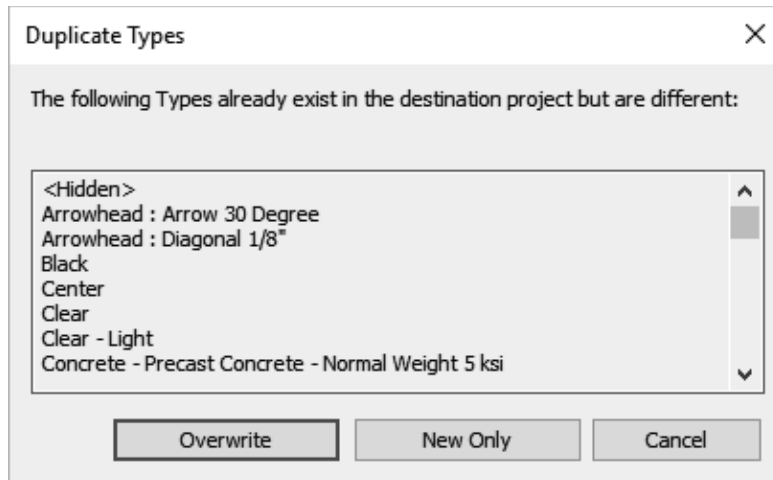 Duplicate Types
The following Types already exist in the destination project but are different:
<Hidden>
Arrowhead : Arrow 30 Degree
Arrowhead : Diagonal 1/8"
Black
Center
Clear
Clear - Light
Concrete - Precast Concrete - Normal Weight 5 ksi
Overwrite
New Only
Cancel